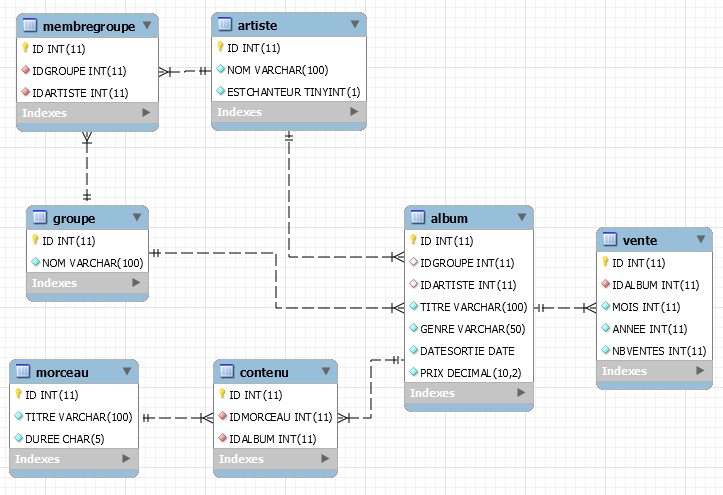 membregroupe
ID INT(11)
IDGROUPE INT(11)
IDARTISTE INT(11)
Indexes
artiste
ID INT(11)
NOM VARCHAR(100)
ESTCHANTEUR TINYINT(1)
Indexes
groupe
ID INT(11)
NOM VARCHAR(100)
Indexes
album
ID INT(11)
IDGROUPE INT(11)
IDARTISTE INT(11)
TITRE VARCHAR(100)
GENRE VARCHAR(50)
DATESORTIE DATE
PRIX DECIMAL(10,2)
Indexes
vente
ID INT(11)
IDALBUM INT(11)
MOIS INT(11)
ANNEE INT(11)
NBVENTES INT(11)
Indexes
morceau
ID INT(11)
TITRE VARCHAR(100)
DUREE CHAR(5)
Indexes
contenu
ID INT(11)
IDMORCEAU INT(11)
IDALBUM INT(11)
Indexes